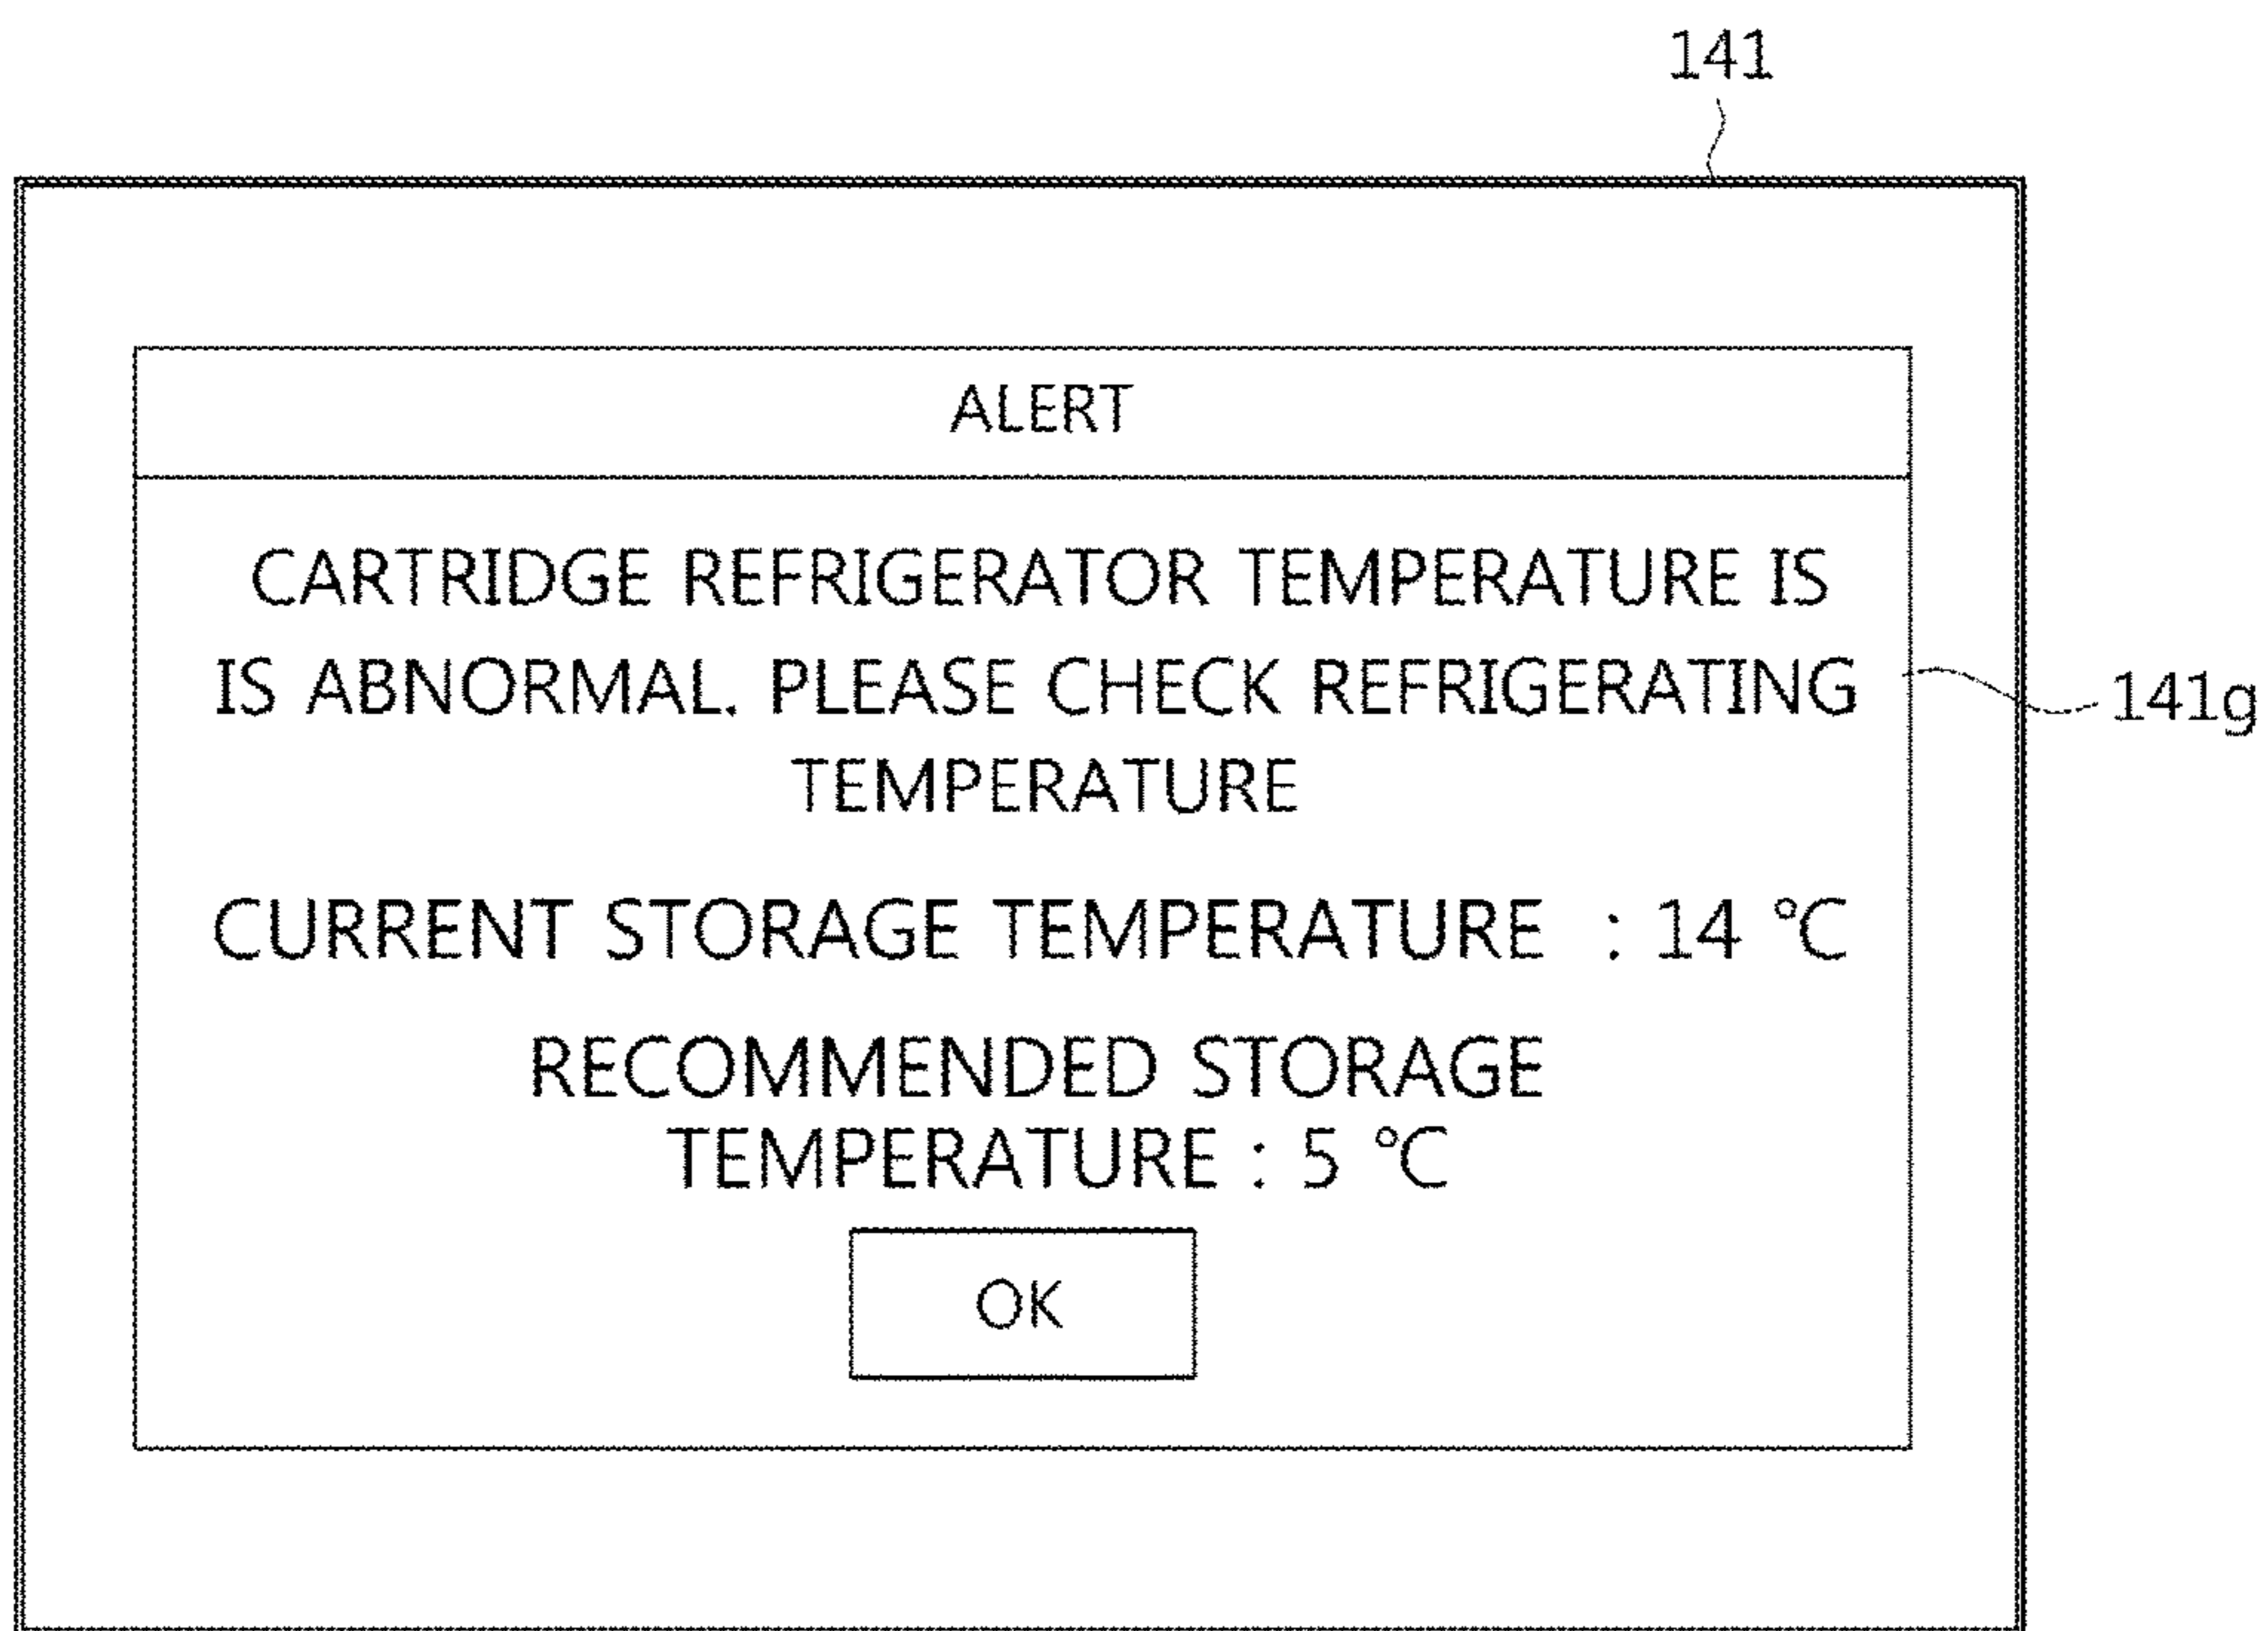 141
ALERT
CARTRIDGE REFRIGERATOR TEMPERATURE IS
IS ABNORMAL. PLEASE CHECK REFRIGERATING
141g
TEMPERATURE
CURRENT STORAGE TEMPERATURE : 14 °C
RECOMMENDED STORAGE
TEMPERATURE : 5 °C
OK